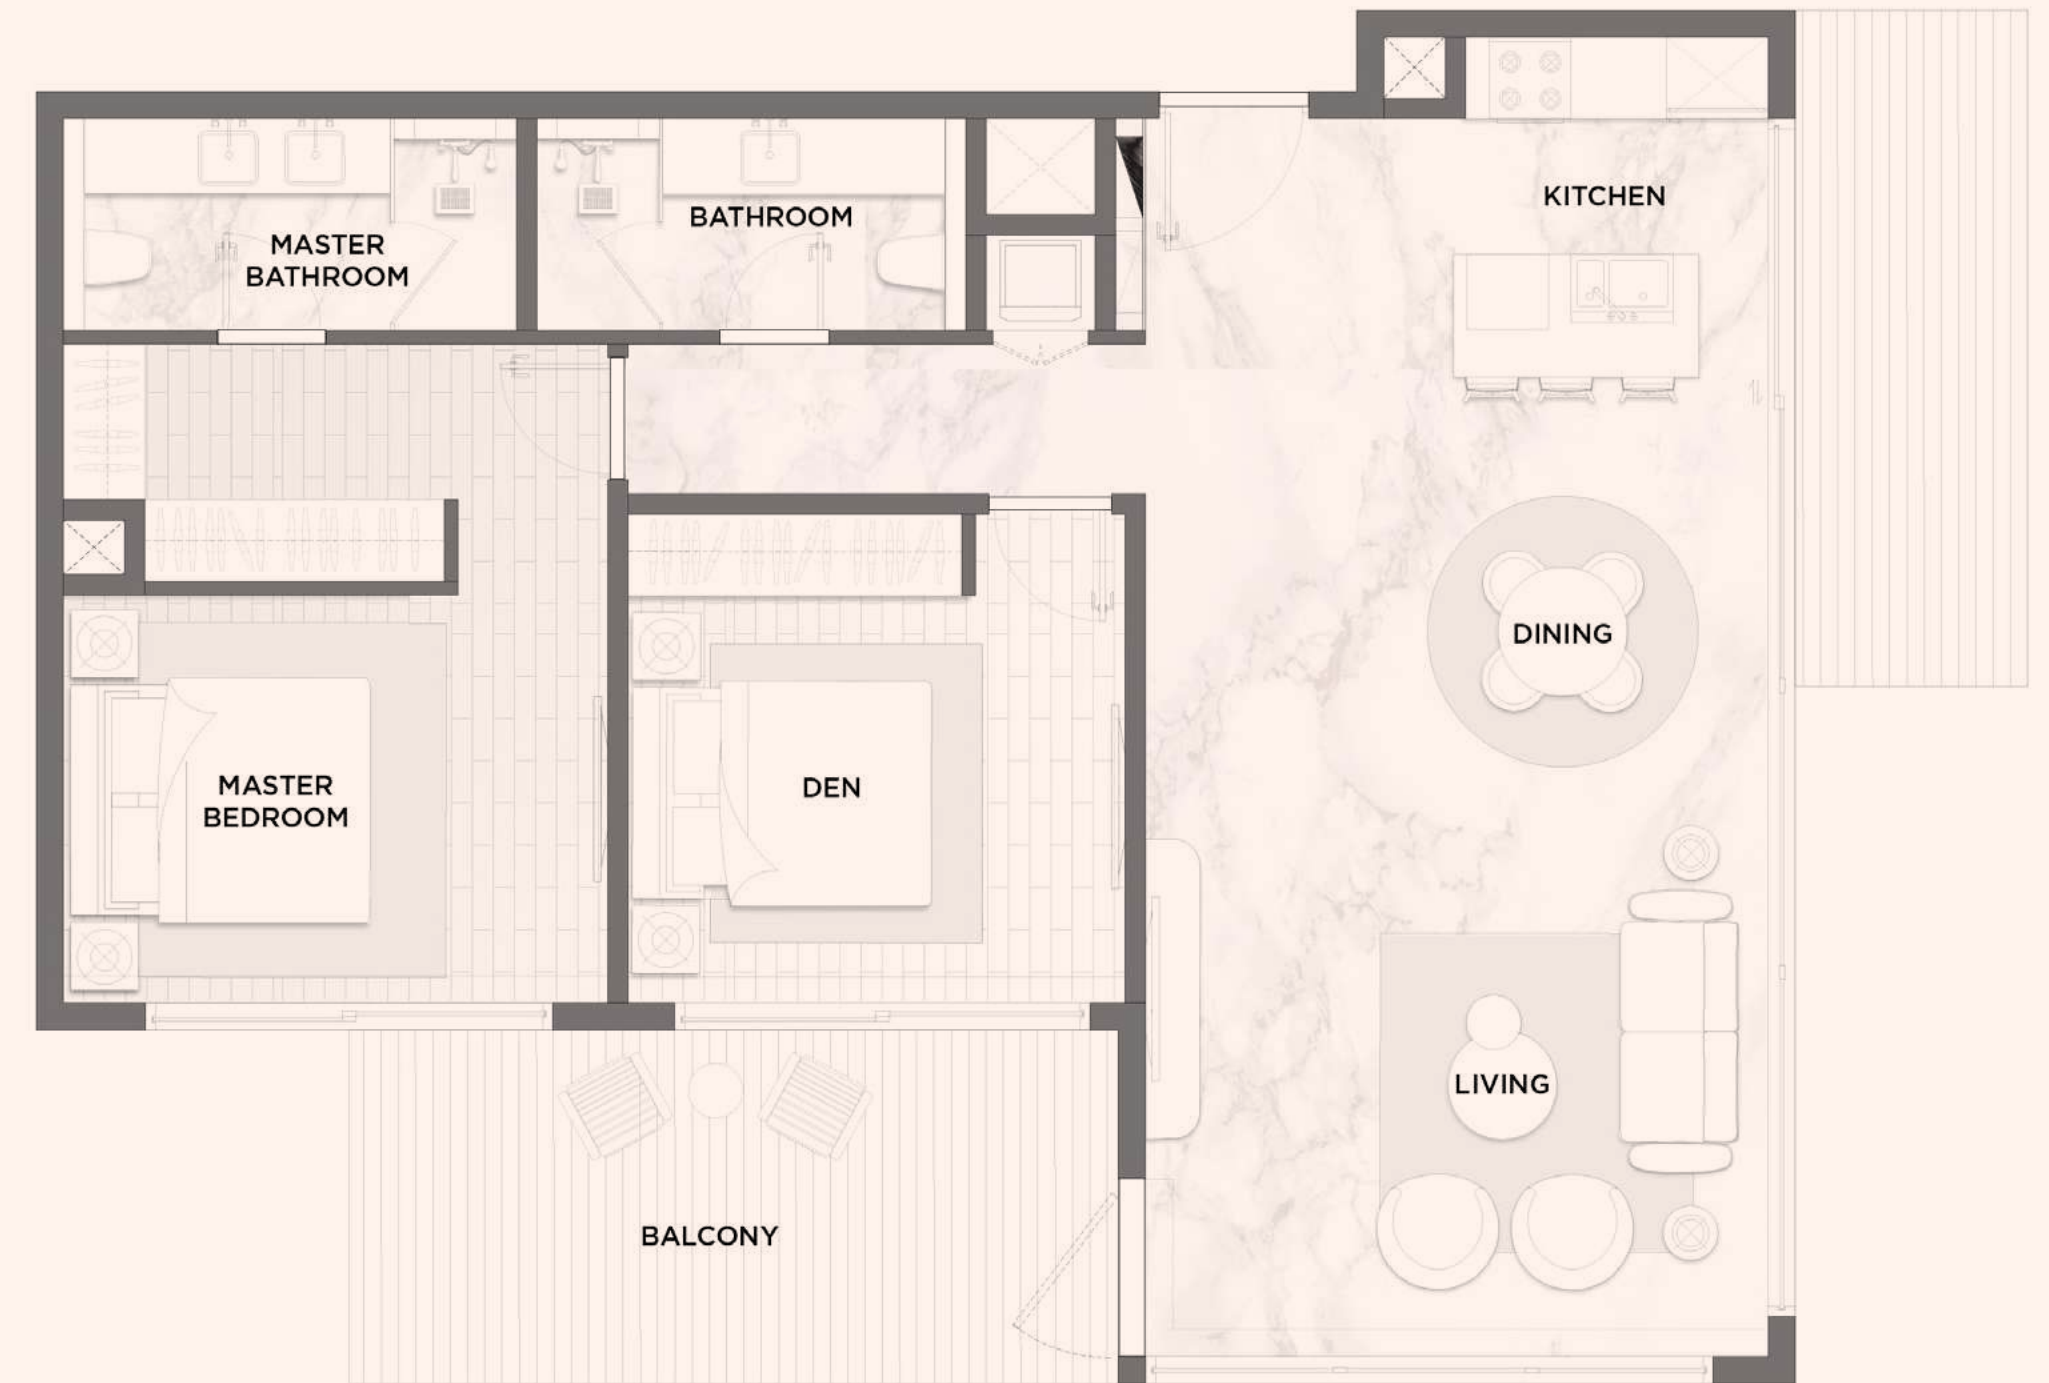 KITCHEN
BATHROOM
MASTER
BATHROOM
DINING
MASTER
BEDROOM
DEN
LIVING
BALCONY